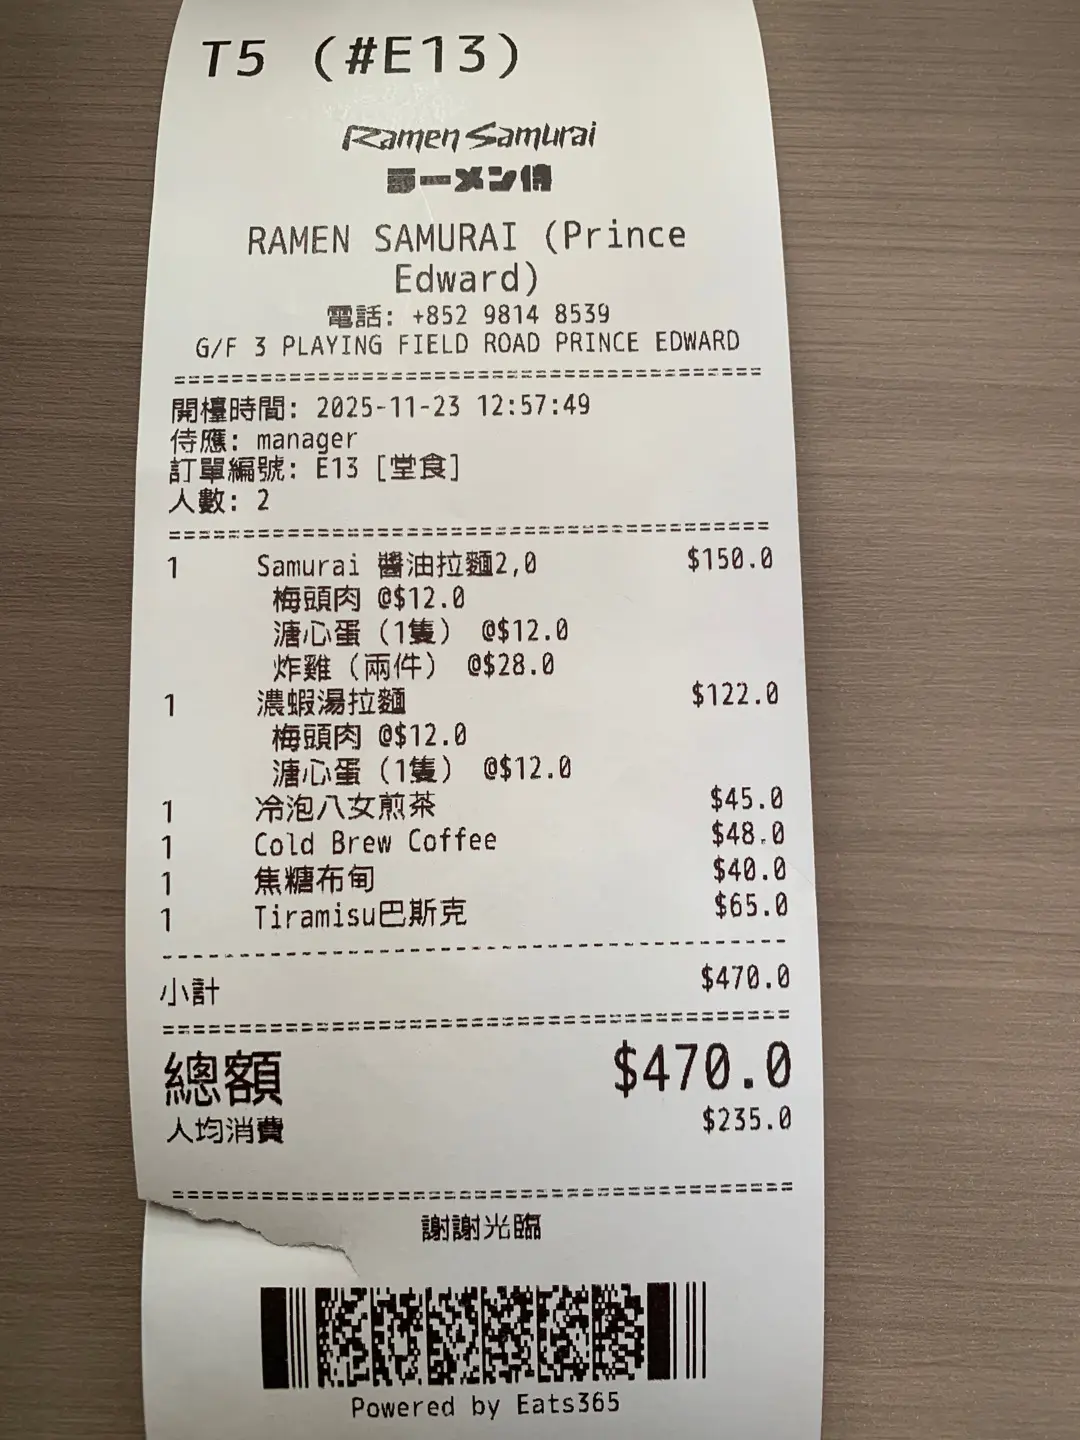 T5 (#E13)
Ramen Samurai
ラーメン侍
RAMEN SAMURAI (Prince
Edward)
電話: +852 9814 8539
G/F 3 PLAYING FIELD ROAD PRINCE EDWARD
開檯時間: 2025-11-23 12:57:49
侍應: manager
訂單編號: E13 [堂食]
人數: 2
1 Samurai 醬油拉麵2,0 $150.0
梅頭肉 @$12.0
溏心蛋（1隻） @$12.0
炸雞（兩件） @$28.0
1 濃蝦湯拉麵 $122.0
梅頭肉 @$12.0
溏心蛋（1隻） @$12.0
1 冷泡八女煎茶 $45.0
1 Cold Brew Coffee $48.0
1 焦糖布甸 $40.0
1 Tiramisu巴斯克 $65.0
小計 $470.0
總額 $470.0
人均消費 $235.0
謝謝光臨
Powered by Eats365